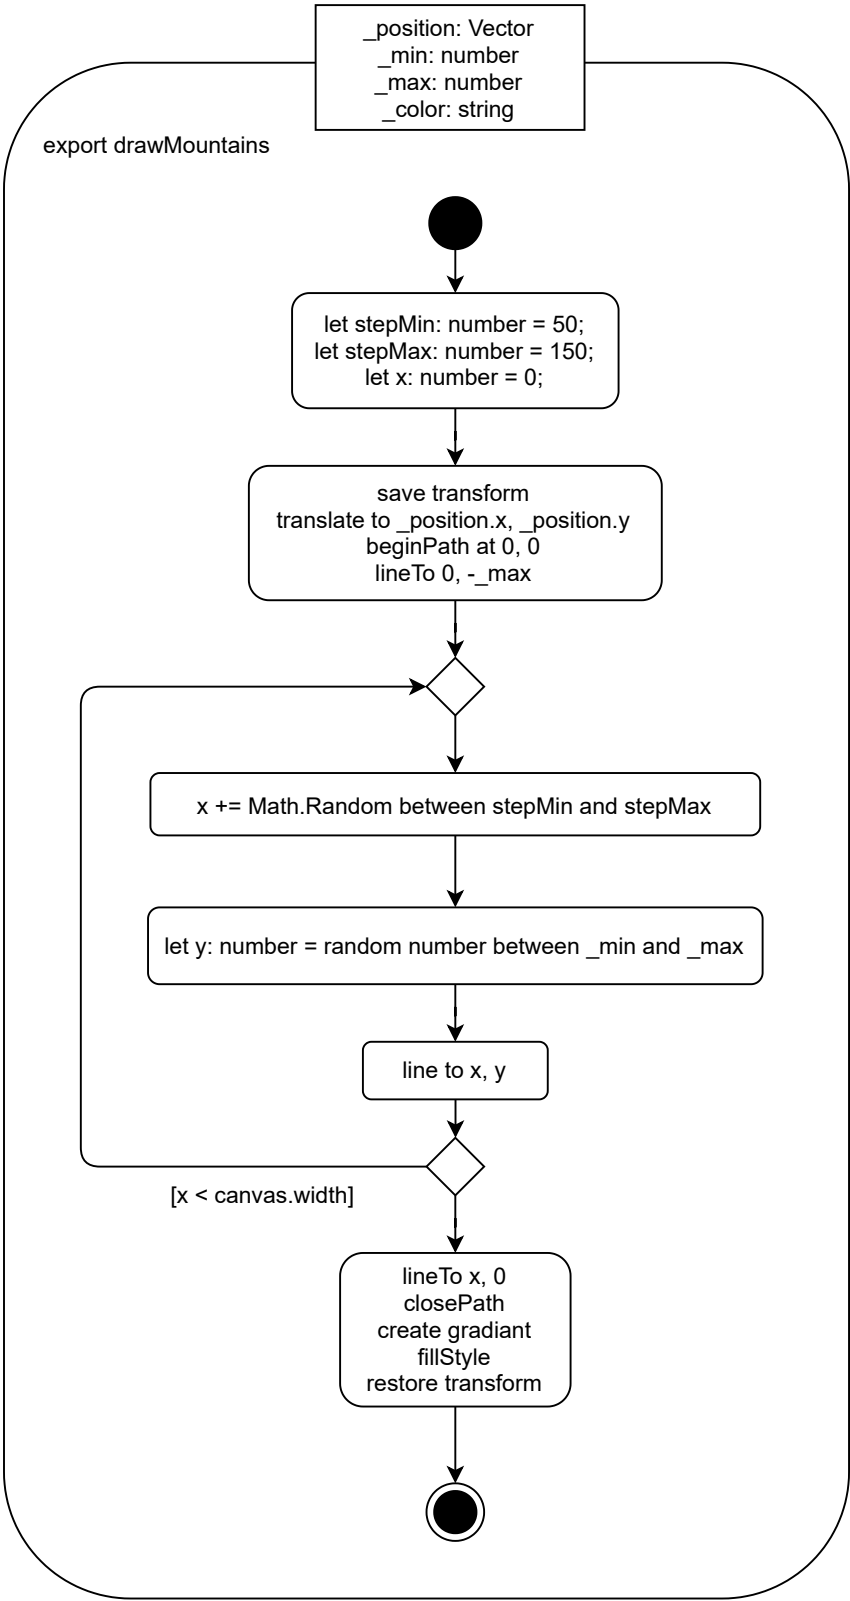 _position: Vector
_min: number
_max: number
_color: string
export drawMountains
let stepMin: number = 50;
let stepMax: number = 150;
let x: number = 0;
save transform
translate to _position.x, _position.y
beginPath at 0, 0
lineTo 0, -_max
x += Math.Random between stepMin and stepMax
let y: number = random number between _min and _max
line to x, y
[x < canvas.width]
lineTo x, 0
closePath
create gradiant
fillStyle
restore transform